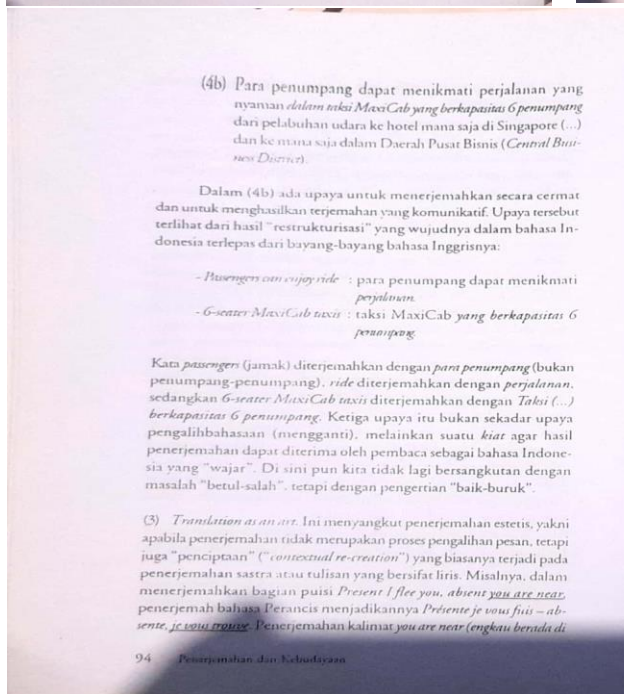 (4b) Para penumpang dapat menikmati perjalanan yang
nyaman dalam taksi MaxiCab yang berkapasitas 6 penumpang
dari pelabuhan udara ke hotel mana saja di Singapore (...)
dan ke mana saja dalam Daerah Pusat Bisnis (Central Busi-
ness District).
Dalam (4b) ada upaya untuk menerjemahkan secara cermat
dan untuk menghasilkan terjemahan yang komunikatif. Upaya tersebut
terlihat dari hasil "restrukturisasi" yang wujudnya dalam bahasa In-
donesia terlepas dari bayang-bayang bahasa Inggrisnya:
- Passengers can enjoy ride : para penumpang dapat menikmati
perjalanan.
- 6-seater MaxiCab taxis : taksi MaxiCab yang berkapasitas 6
penumpang.
Kata passengers (jamak) diterjemahkan dengan para penumpang (bukan
penumpang-penumpang), ride diterjemahkan dengan perjalanan,
sedangkan 6-seater MaxiCab taxis diterjemahkan dengan Taksi (...)
berkapasitas 6 penumpang. Ketiga upaya itu bukan sekadar upaya
pengalihbahasaan (mengganti), melainkan suatu kiat agar hasil
penerjemahan dapat diterima oleh pembaca sebagai bahasa Indone-
sia yang "wajar". Di sini pun kita tidak lagi bersangkutan dengan
masalah "betul-salah", tetapi dengan pengertian "baik-buruk".
(3) Translation as an art. Ini menyangkut penerjemahan estetis, yakni
apabila penerjemahan tidak merupakan proses pengalihan pesan, tetapi
juga "penciptaan" ("contextual re-creation") yang biasanya terjadi pada
penerjemahan sastra atau tulisan yang bersifat liris. Misalnya, dalam
menerjemahkan bagian puisi Present I flee you, absent you are near,
penerjemah bahasa Perancis menjadikannya Présente je vous fuis – ab-
sente, je vous trouve. Penerjemahan kalimat you are near (engkau berada di
94 Penerjemahan dan Kebudayaan